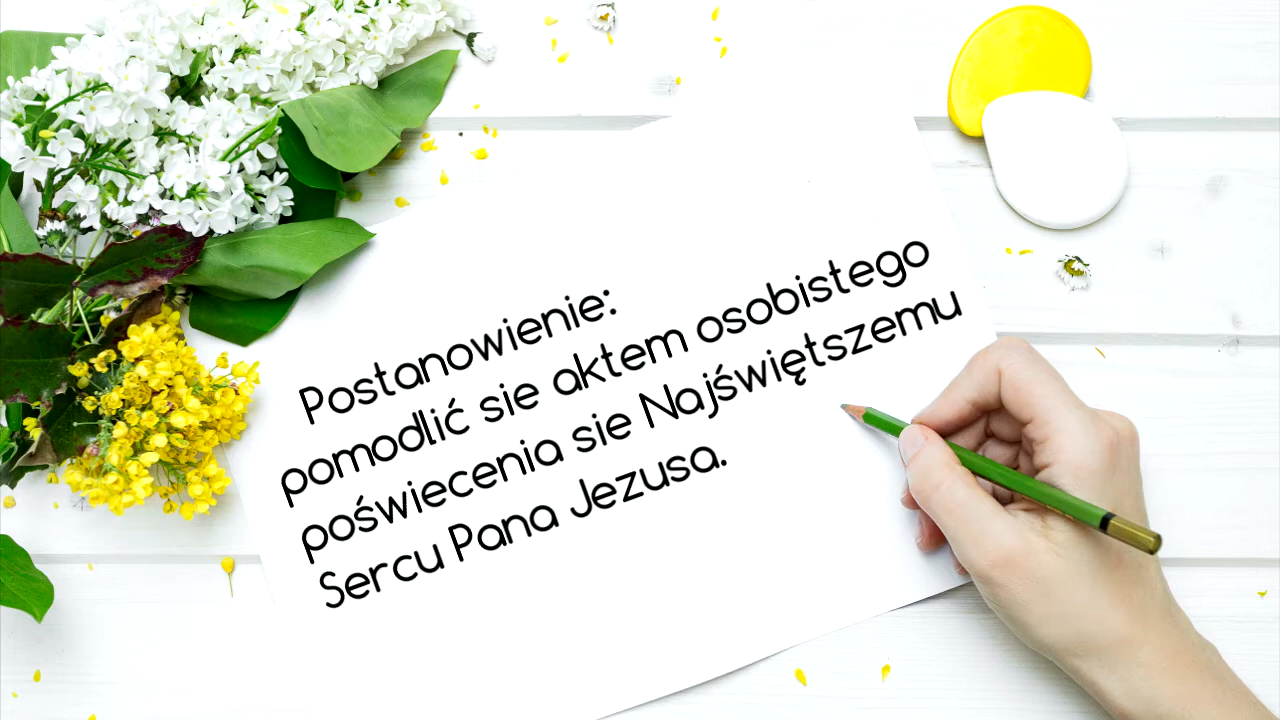 Postanowienie:
pomodlić sie aktem osobistego
poświecenia sie Najświętszemu
Sercu Pana Jezusa.